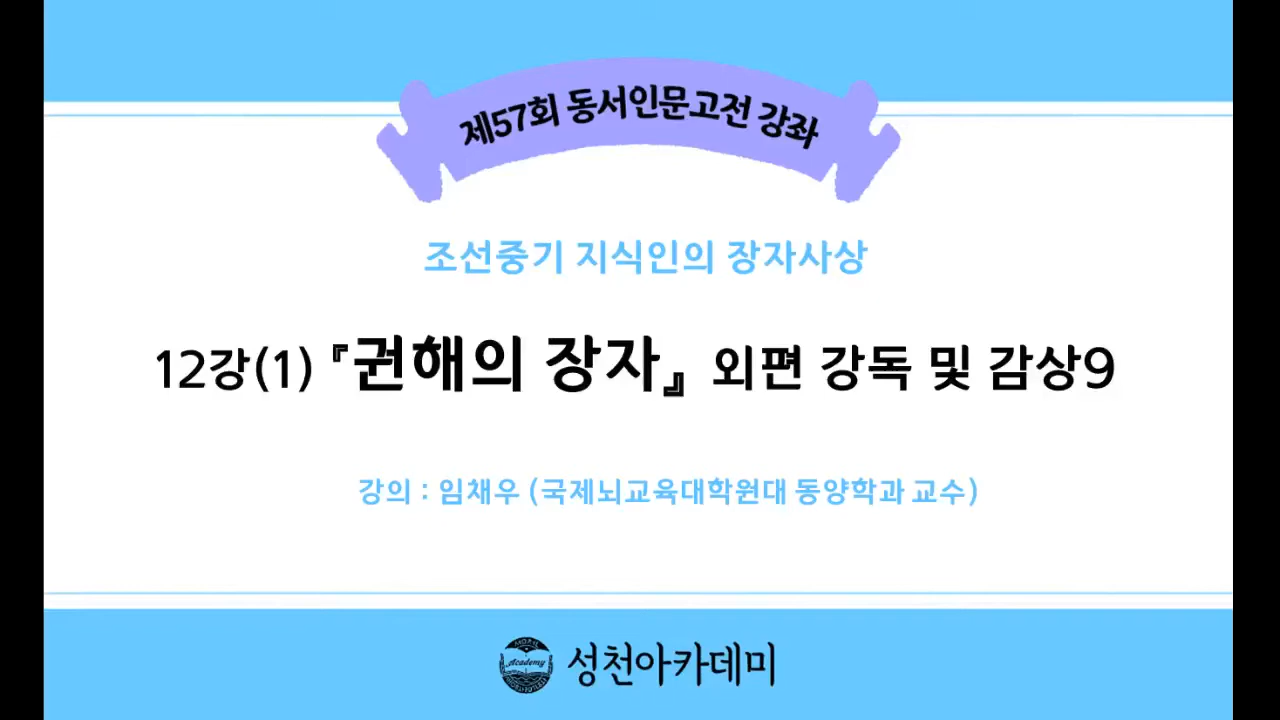 제57회 동서인문고전 강좌
조선중기 지식인의 장자사상
12강(1) 『권해의 장자』 외편 강독 및 감상9
강의 : 임채우 (국제뇌교육대학원대 동양학과 교수)
Academy
성천아카데미